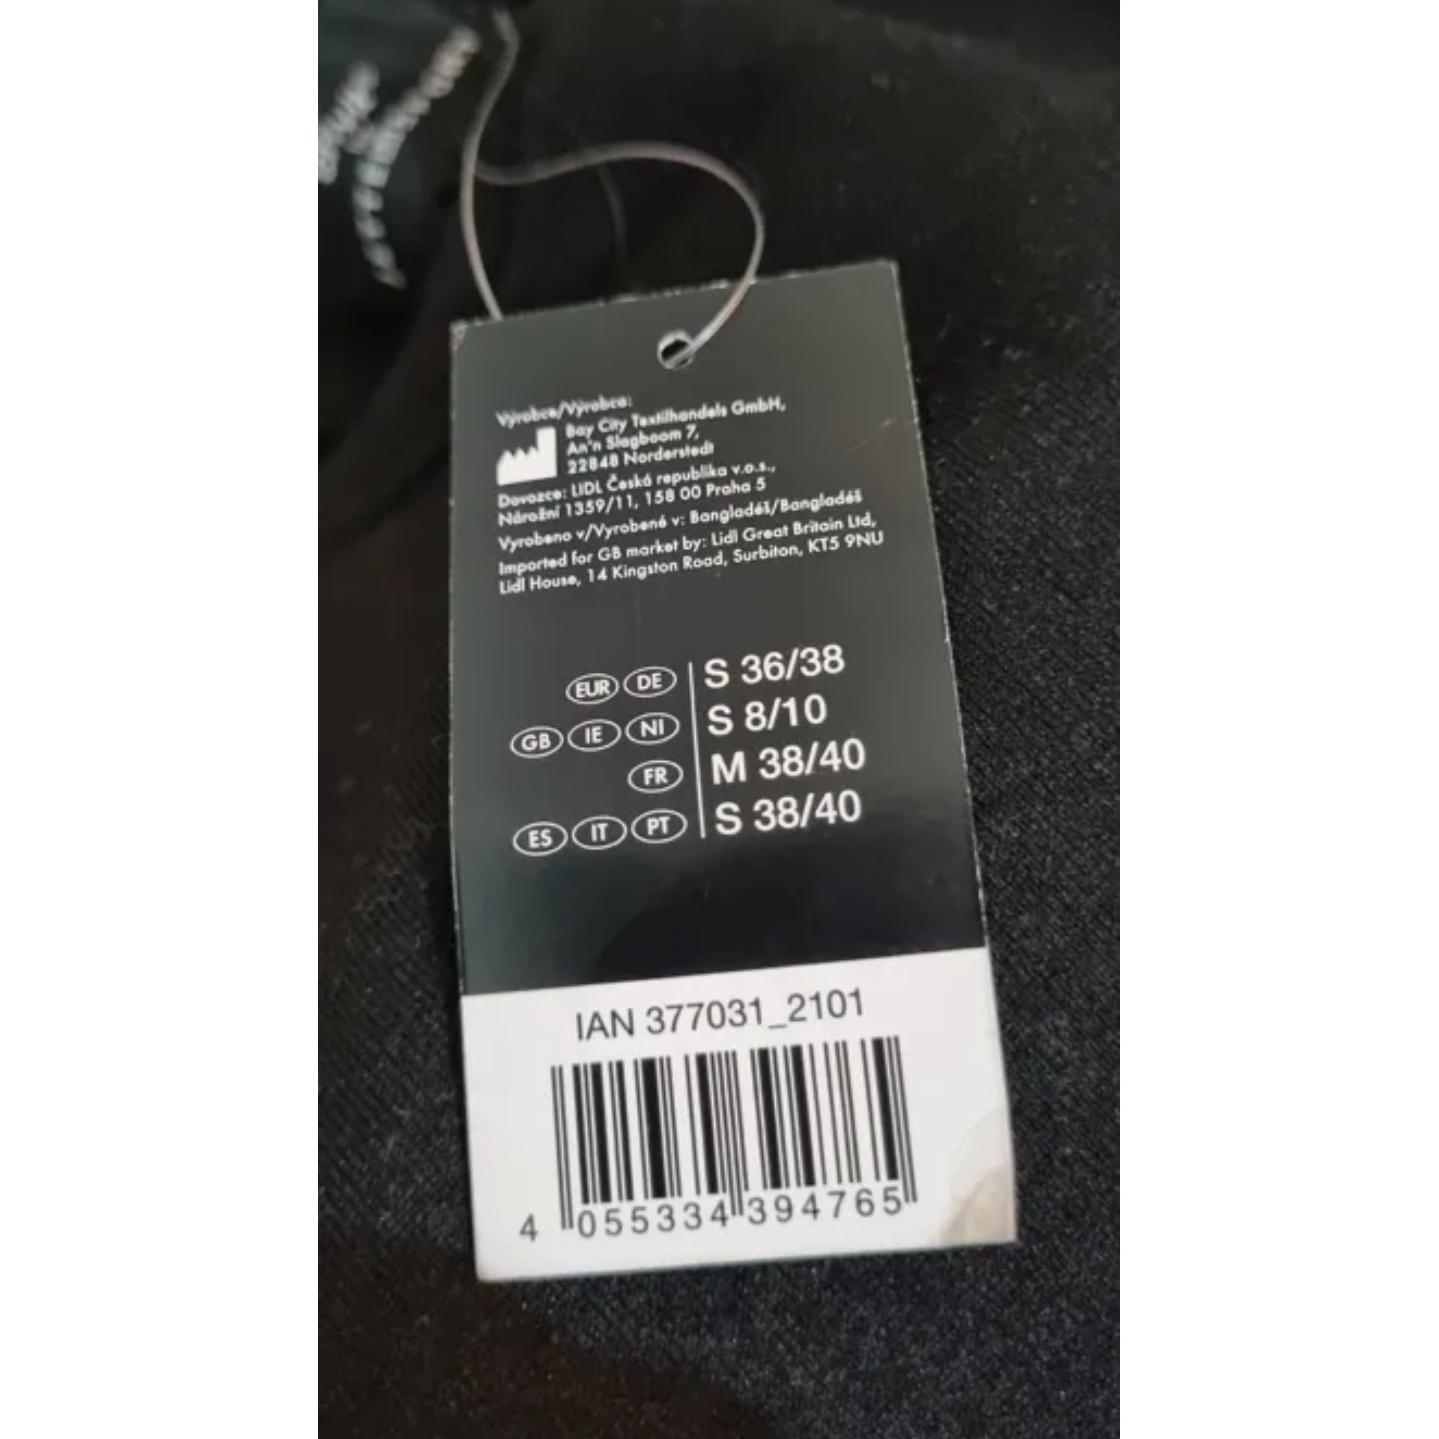 Výrobce/Výrobca:
Bay City Textilhandels GmbH,
An'n Slagboom 7,
22848 Norderstedt
Dovozce: LIDL Česká republika v.o.s.,
Nárožní 1359/11, 158 00 Praha 5
Vyrobeno v/Vyrobené v: Bangladéš/Bangladéš
Imported for GB market by: Lidl Great Britain Ltd,
Lidl House, 14 Kingston Road, Surbiton, KT5 9NU
EUR DE S 36/38
GB IE NI S 8/10
FR M 38/40
ES IT PT S 38/40
IAN 377031_2101
4 055334 394765